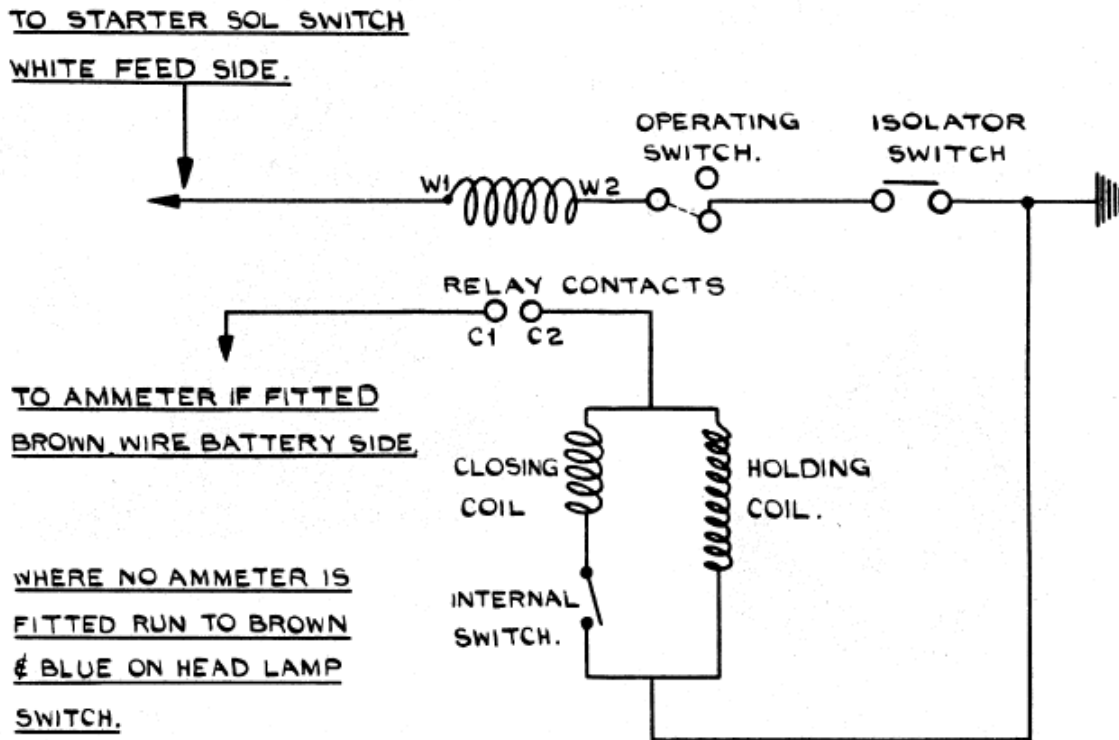 TO STARTER SOL SWITCH
WHITE FEED SIDE.
OPERATING
SWITCH.
ISOLATOR
SWITCH
W1
W2
RELAY CONTACTS
C1 C2
TO AMMETER IF FITTED
BROWN WIRE BATTERY SIDE.
CLOSING
COIL
HOLDING
COIL.
INTERNAL
SWITCH.
WHERE NO AMMETER IS
FITTED RUN TO BROWN
& BLUE ON HEAD LAMP
SWITCH.